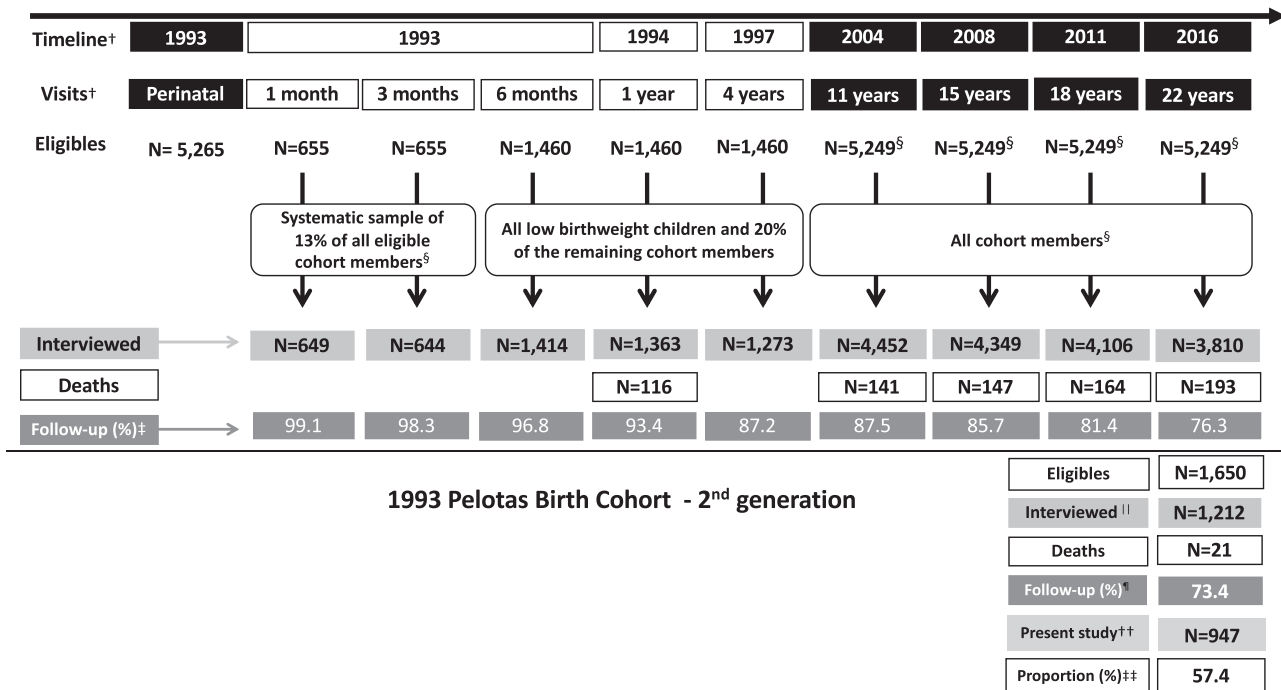 Timeline† 1993 1993 1994 1997 2004 2008 2011 2016
Visits† Perinatal 1 month 3 months 6 months 1 year 4 years 11 years 15 years 18 years 22 years
Eligibles N= 5,265 N=655 N=655 N=1,460 N=1,460 N=1,460 N=5,249§ N=5,249§ N=5,249§ N=5,249§
Systematic sample of
13% of all eligible
cohort members§
All low birthweight children and 20%
of the remaining cohort members
All cohort members§
Interviewed N=649 N=644 N=1,414 N=1,363 N=1,273 N=4,452 N=4,349 N=4,106 N=3,810
Deaths N=116 N=141 N=147 N=164 N=193
Follow-up (%)‡ 99.1 98.3 96.8 93.4 87.2 87.5 85.7 81.4 76.3
1993 Pelotas Birth Cohort - 2nd generation
Eligibles N=1,650
Interviewed || N=1,212
Deaths N=21
Follow-up (%)¶ 73.4
Present study†† N=947
Proportion (%)‡‡ 57.4